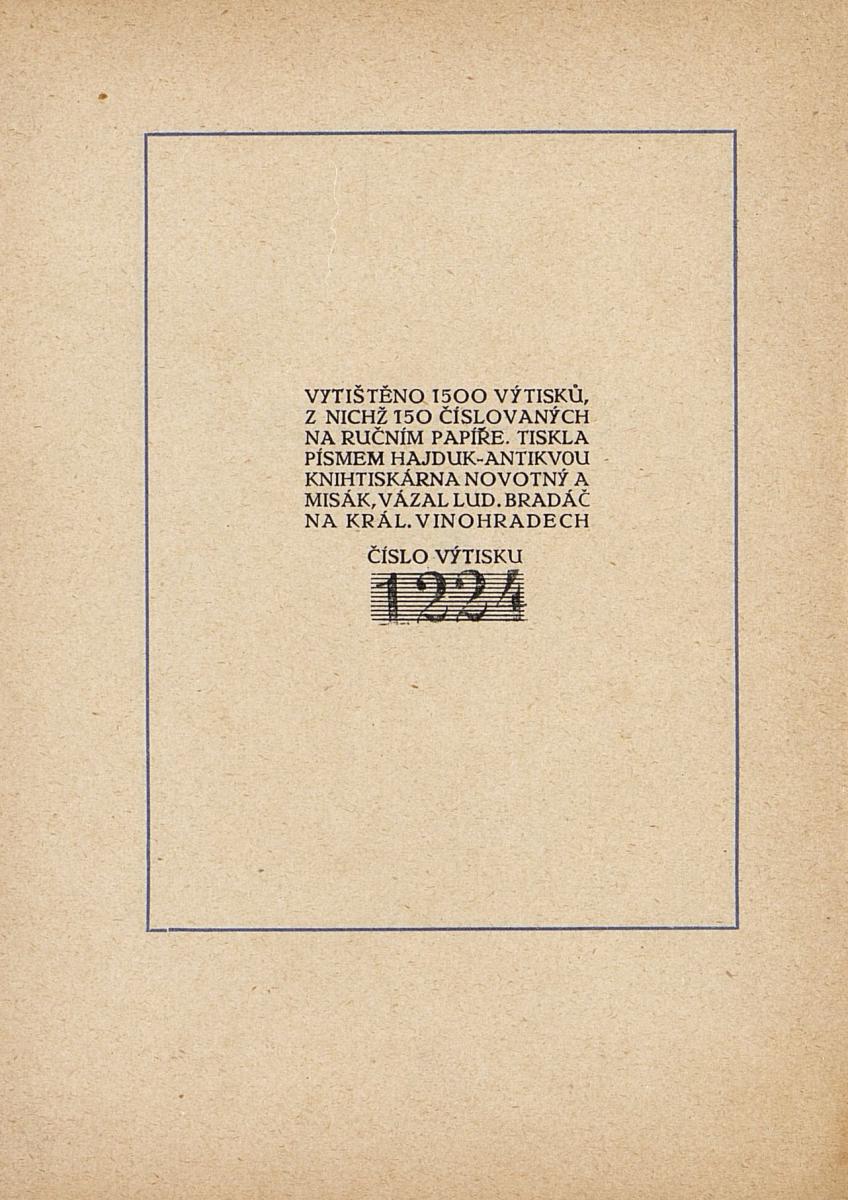 VYTIŠTĚNO 1500 VÝTISKŮ,
Z NICHŽ 150 ČÍSLOVANÝCH
NA RUČNÍM PAPÍŘE. TISKLA
PÍSMEM HAJDUK-ANTIKVOU
KNIHTISKÁRNA NOVOTNÝ A
MISÁK, VÁZAL LUD. BRADÁČ
NA KRÁL. VINOHRADECH
ČÍSLO VÝTISKU
1224